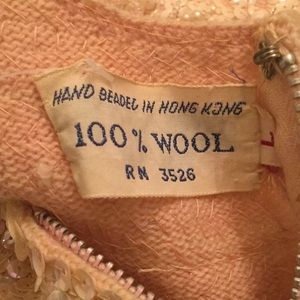 HAND BEADED IN HONG KONG
100% WOOL
RN 3526
L